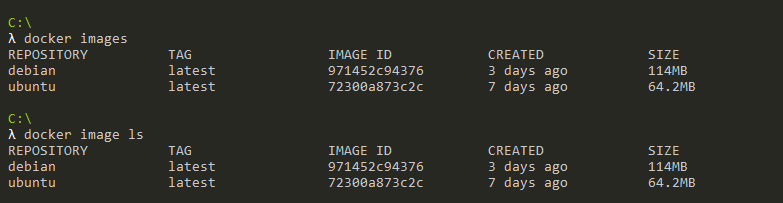 C:\
λ docker images
REPOSITORY TAG IMAGE ID CREATED SIZE
debian latest 971452c94376 3 days ago 114MB
ubuntu latest 72300a873c2c 7 days ago 64.2MB
C:\
λ docker image ls
REPOSITORY TAG IMAGE ID CREATED SIZE
debian latest 971452c94376 3 days ago 114MB
ubuntu latest 72300a873c2c 7 days ago 64.2MB